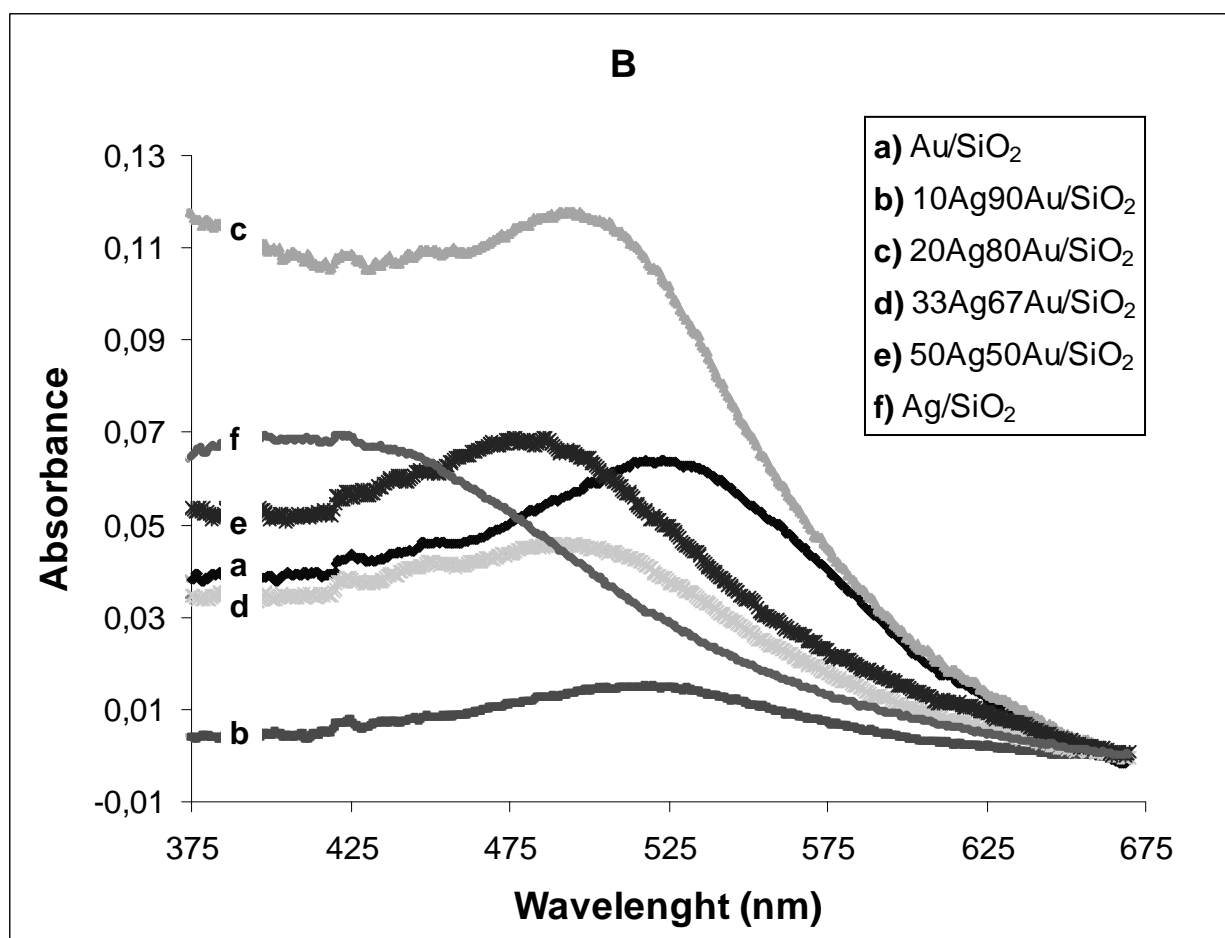 B
a) Au/SiO2
b) 10Ag90Au/SiO2
c) 20Ag80Au/SiO2
d) 33Ag67Au/SiO2
e) 50Ag50Au/SiO2
f) Ag/SiO2
Absorbance
0,13
0,11
0,09
0,07
0,05
0,03
0,01
-0,01
c
f
e
a
d
b
375 425 475 525 575 625 675
Wavelenght (nm)